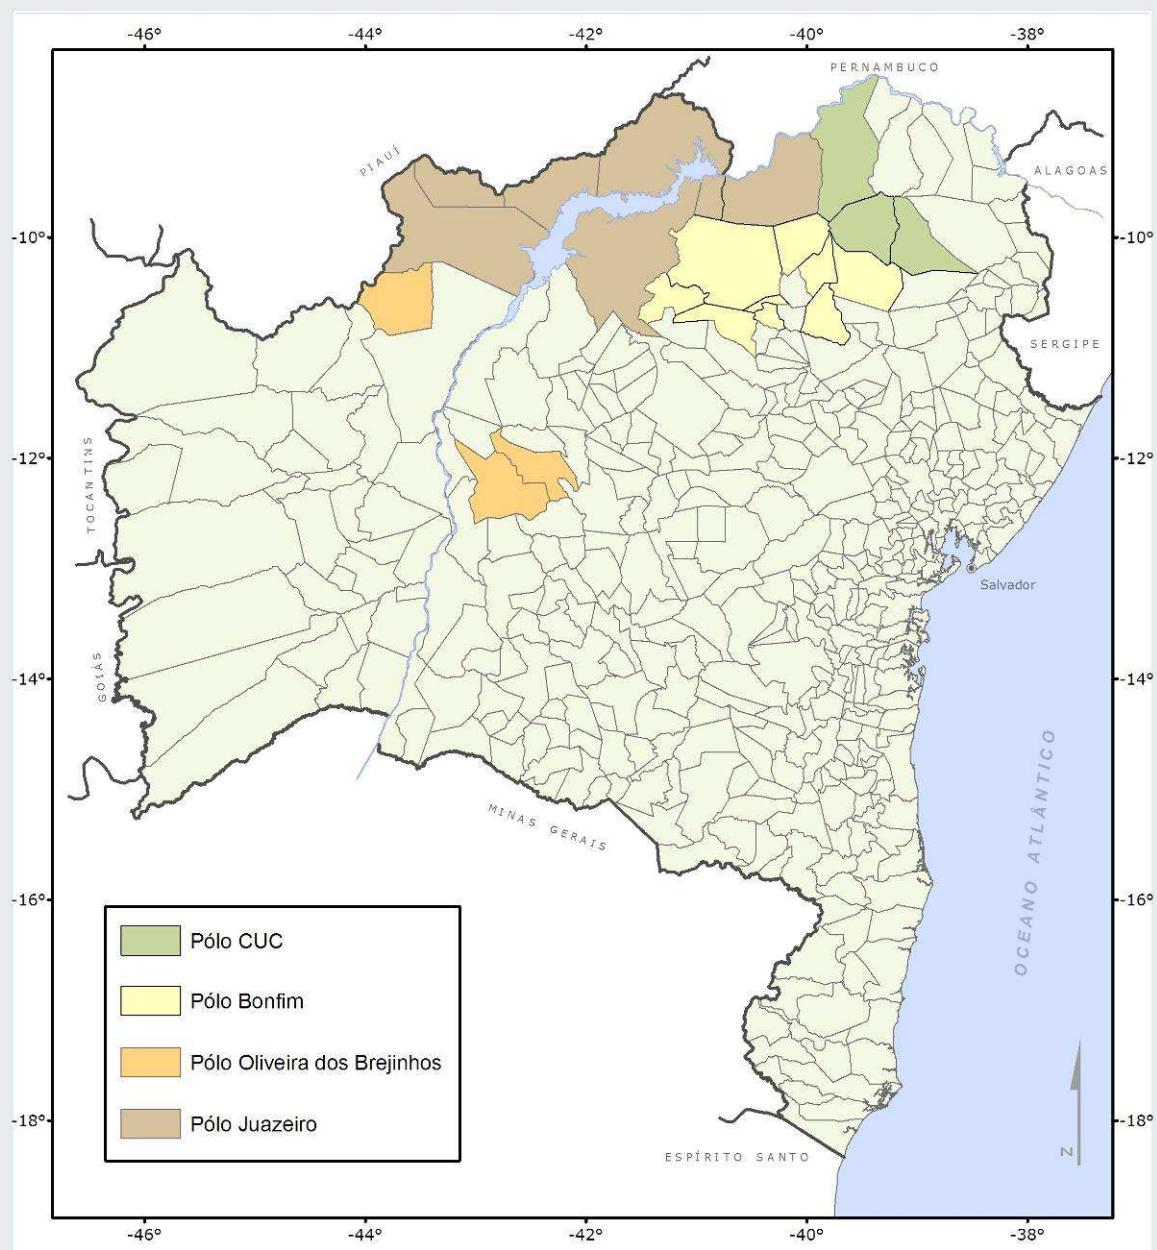 -46° -44° -42° -40° -38°
PERNAMBUCO
PIAUÍ
ALAGOAS
-10° -10°
SERGIPE
TOCANTINS
-12° -12°
Salvador
GOIÁS
-14° -14°
OCEANO ATLÂNTICO
MINAS GERAIS
-16° -16°
Pólo CUC
Pólo Bonfim
Pólo Oliveira dos Brejinhos
Pólo Juazeiro
-18° -18°
ESPÍRITO SANTO
N
-46° -44° -42° -40° -38°